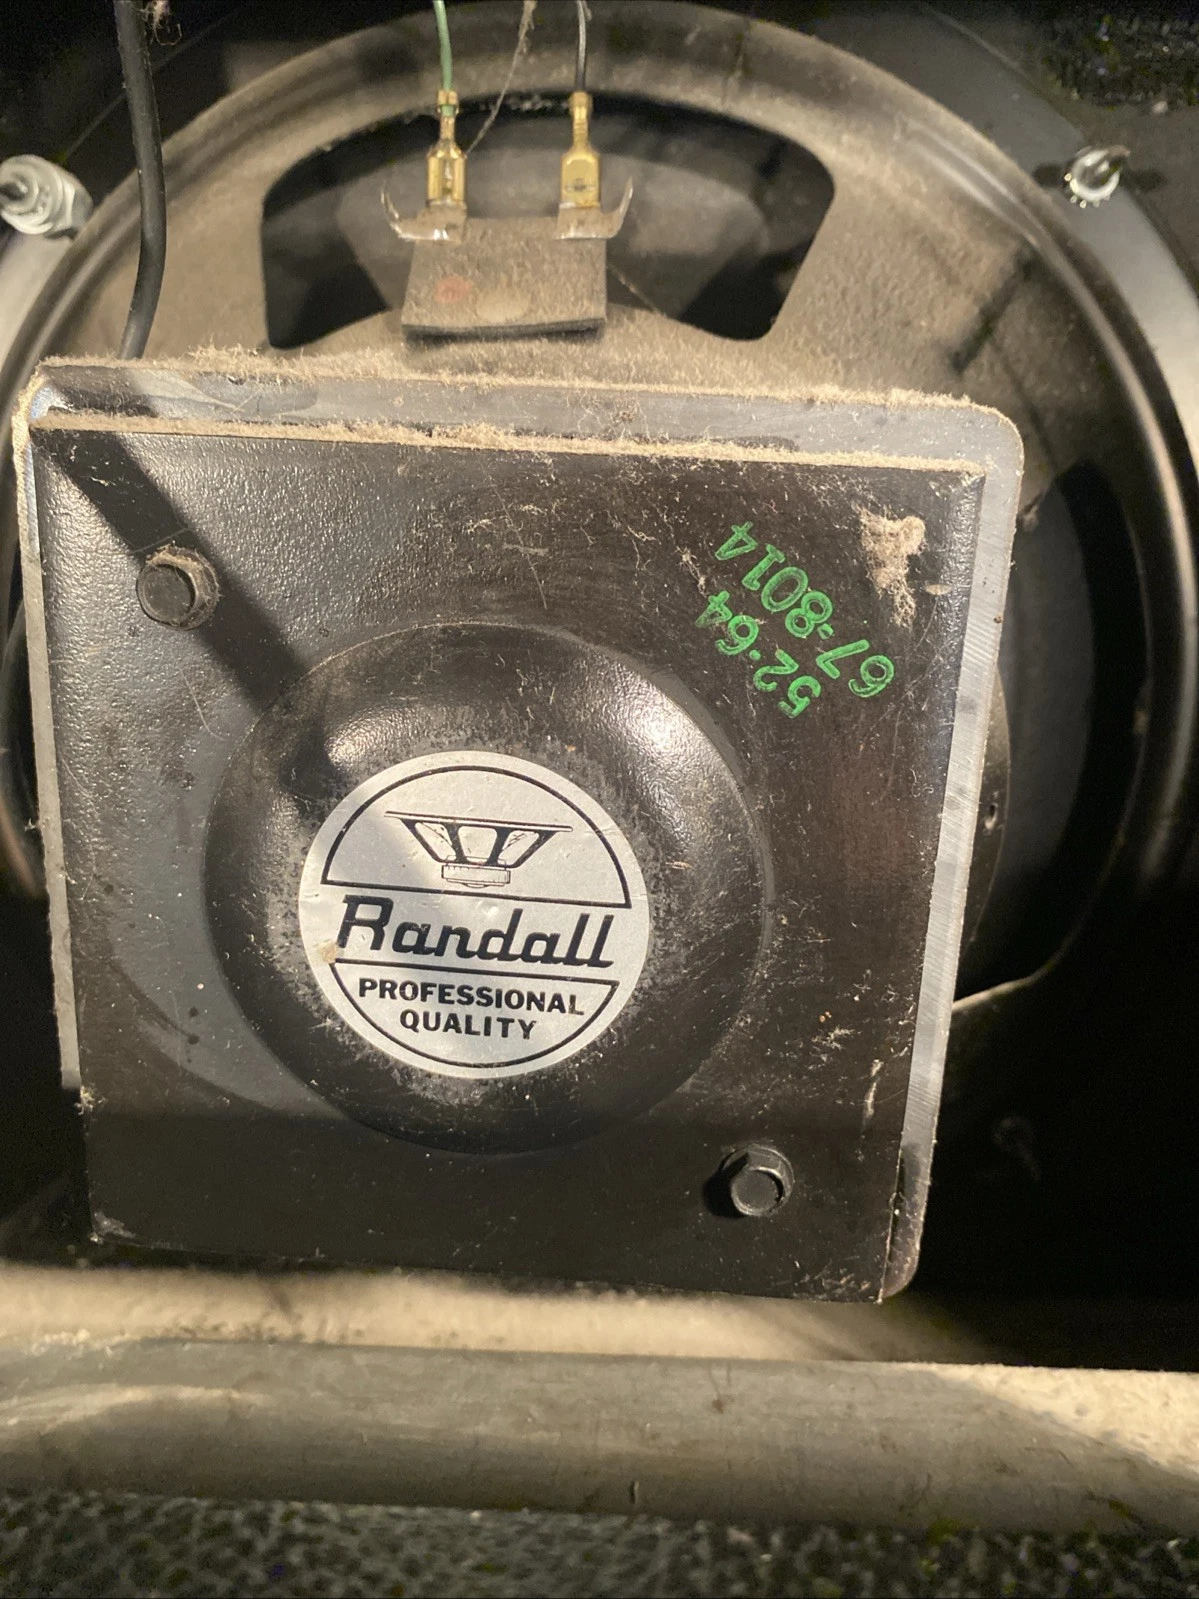 52-64
67-8014
Randall
PROFESSIONAL
QUALITY